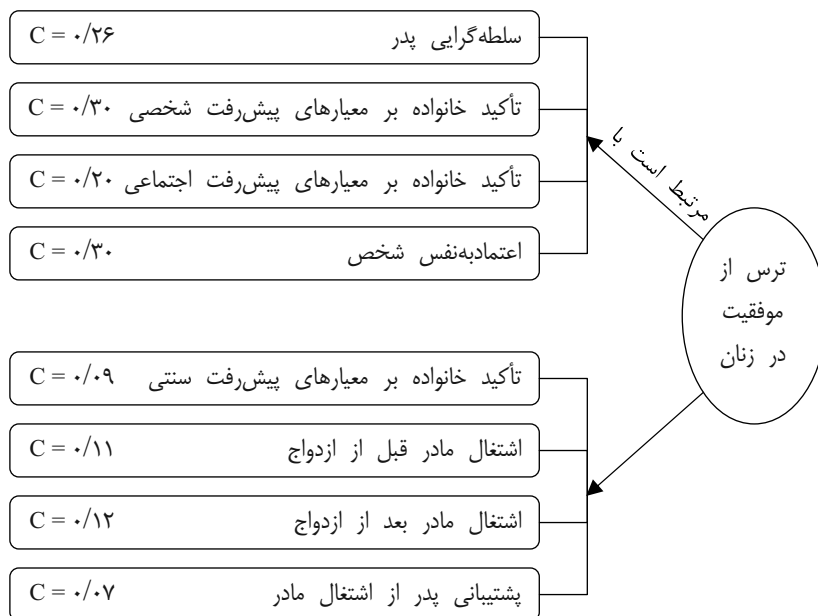 سلطه‌گرایی پدر C = ۰/۲۶
تأکید خانواده بر معیارهای پیش‌رفت شخصی C = ۰/۳۰
تأکید خانواده بر معیارهای پیش‌رفت اجتماعی C = ۰/۲۰
اعتمادبه‌نفس شخص C = ۰/۳۰
مرتبط است با
ترس از
موفقیت
در زنان
تأکید خانواده بر معیارهای پیش‌رفت سنتی C = ۰/۰۹
اشتغال مادر قبل از ازدواج C = ۰/۱۱
اشتغال مادر بعد از ازدواج C = ۰/۱۲
پشتیبانی پدر از اشتغال مادر C = ۰/۰۷